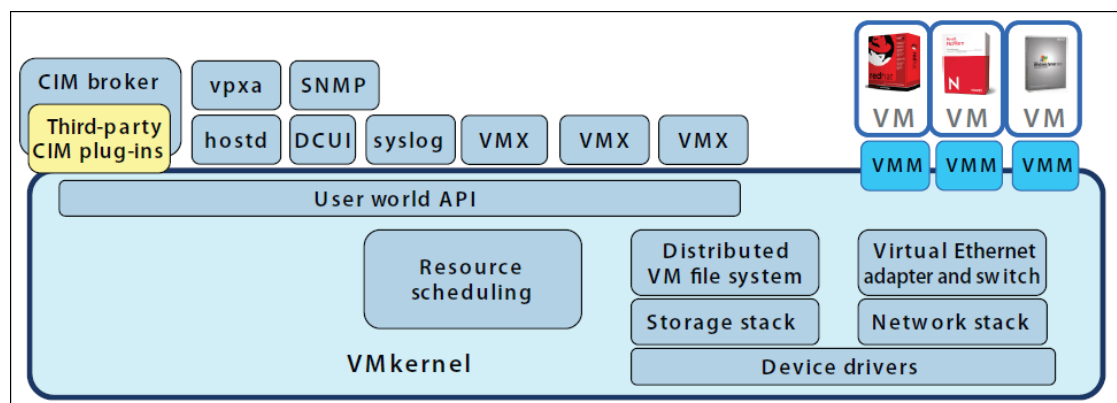 CIM broker
Third-party
CIM plug-ins
vpxa
SNMP
hostd
DCUI
syslog
VMX
VMX
VMX
redhat
N
VM
VM
VM
VMM
VMM
VMM
User world API
Resource
scheduling
Distributed
VM file system
Virtual Ethernet
adapter and switch
Storage stack
Network stack
VMkernel
Device drivers